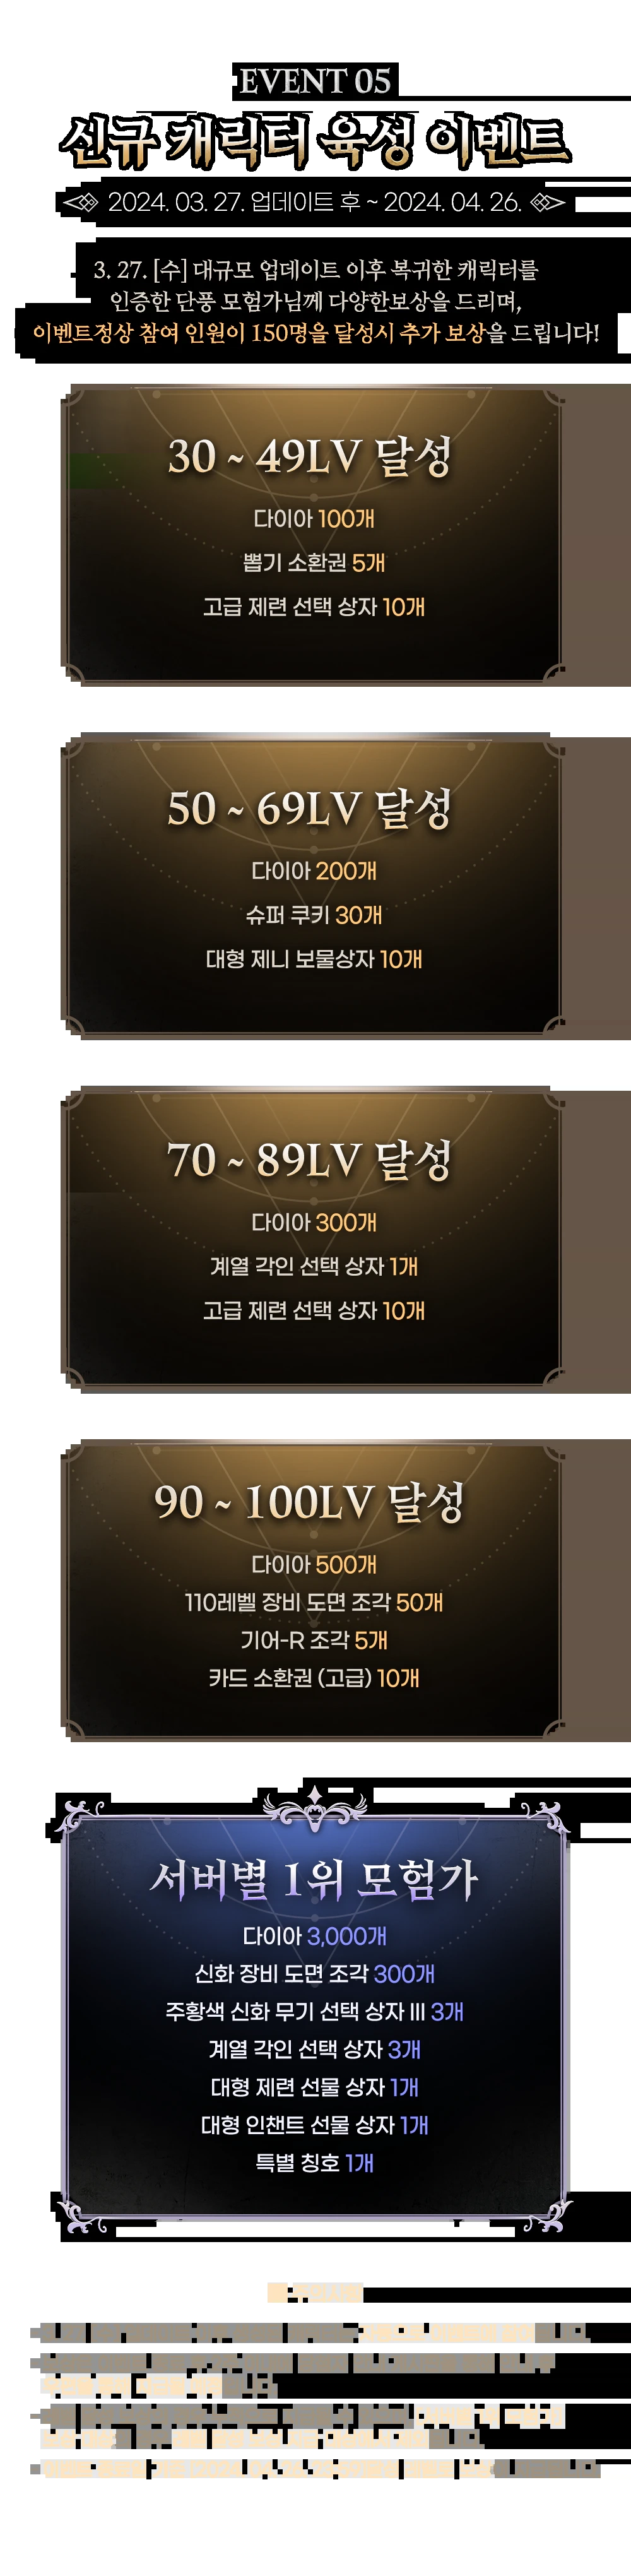 EVENT 05
신규 캐릭터 육성 이벤트
2024. 03. 27. 업데이트 후 ~ 2024. 04. 26.
3. 27. [수] 대규모 업데이트 이후 복귀한 캐릭터를
인증한 단풍 모험가님께 다양한보상을 드리며,
이벤트정상 참여 인원이 150명을 달성시 추가 보상을 드립니다!
30 ~ 49LV 달성
다이아 100개
뽑기 소환권 5개
고급 제련 선택 상자 10개
50 ~ 69LV 달성
다이아 200개
슈퍼 쿠키 30개
대형 제니 보물상자 10개
70 ~ 89LV 달성
다이아 300개
계열 각인 선택 상자 1개
고급 제련 선택 상자 10개
90 ~ 100LV 달성
다이아 500개
110레벨 장비 도면 조각 50개
기어-R 조각 5개
카드 소환권 (고급) 10개
서버별 1위 모험가
다이아 3,000개
신화 장비 도면 조각 300개
주황색 신화 무기 선택 상자 III 3개
계열 각인 선택 상자 3개
대형 제련 선물 상자 1개
대형 인챈트 선물 상자 1개
특별 칭호 1개